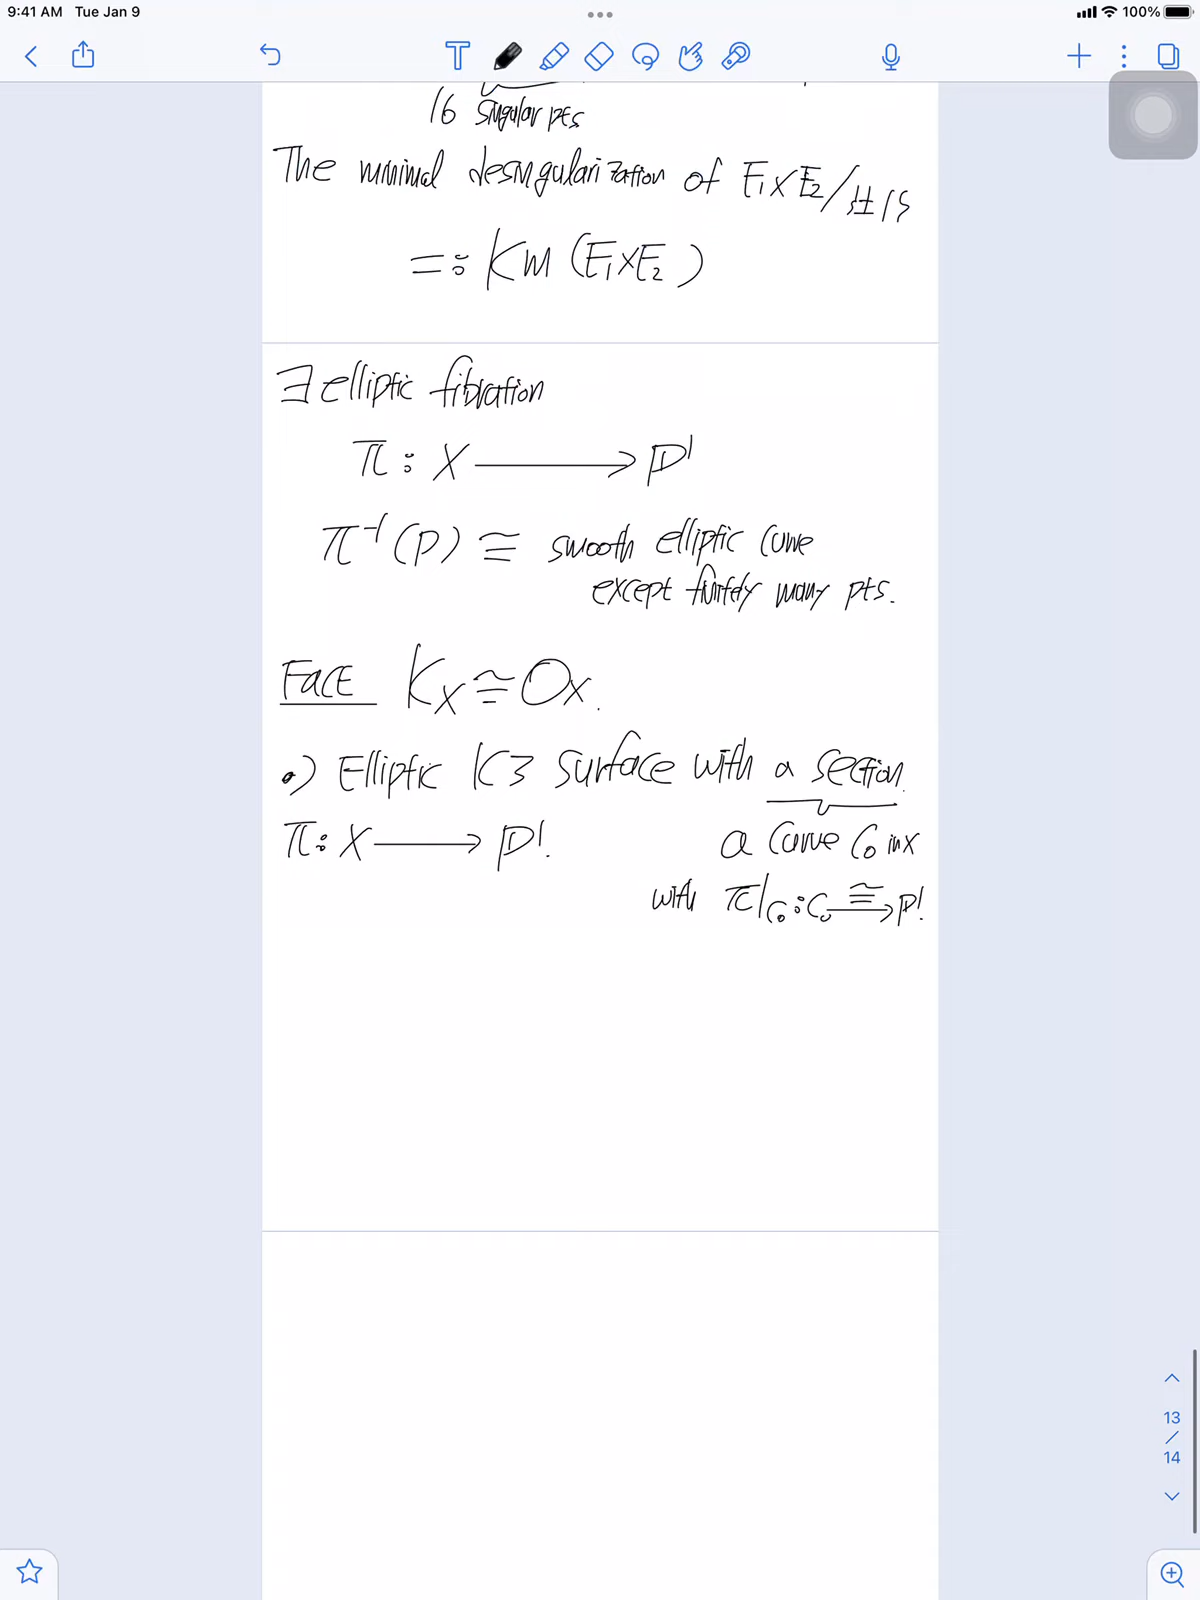 9:41 AM Tue Jan 9
100%
16 singular pts
The minimal desingularization of E₁×E₂/{±1}
=: Km (E₁×E₂)
∃ elliptic fibration
π : X ⟶ P¹
π⁻¹(p) ≅ smooth elliptic curve
except finitely many pts.
Fact K_X ≅ O_X.
•) Elliptic K3 surface with a section.
π : X ⟶ P¹.
a curve C₀ in X
with π|_C₀ : C₀ ⟶ P¹. ≅
13
/
14